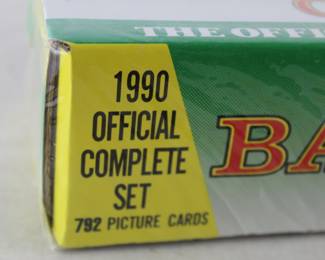 THE OFFI
1990
OFFICIAL
COMPLETE
SET
792 PICTURE CARDS
BA